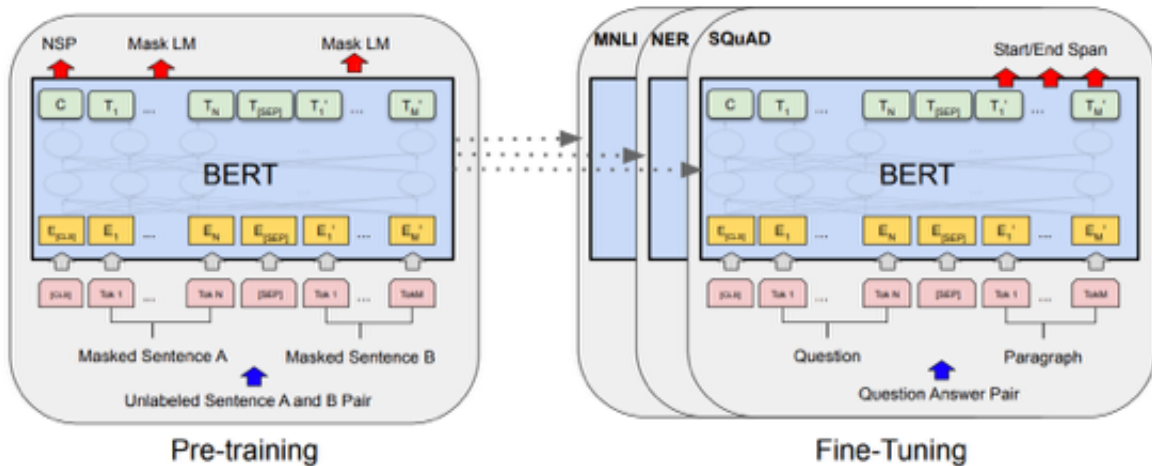 NSP Mask LM Mask LM
C T1 ... TN T[SEP] T1' ... TM'
BERT
E[CLS] E1 ... EN E[SEP] E1' ... EM'
[CLS] Tok 1 ... Tok N [SEP] Tok 1 ... TokM
Masked Sentence A Masked Sentence B
Unlabeled Sentence A and B Pair
Pre-training
MNLI NER SQuAD
Start/End Span
C T1 ... TN T[SEP] T1' ... TM'
BERT
E[CLS] E1 ... EN E[SEP] E1' ... EM'
[CLS] Tok 1 ... Tok N [SEP] Tok 1 ... TokM
Question Paragraph
Question Answer Pair
Fine-Tuning